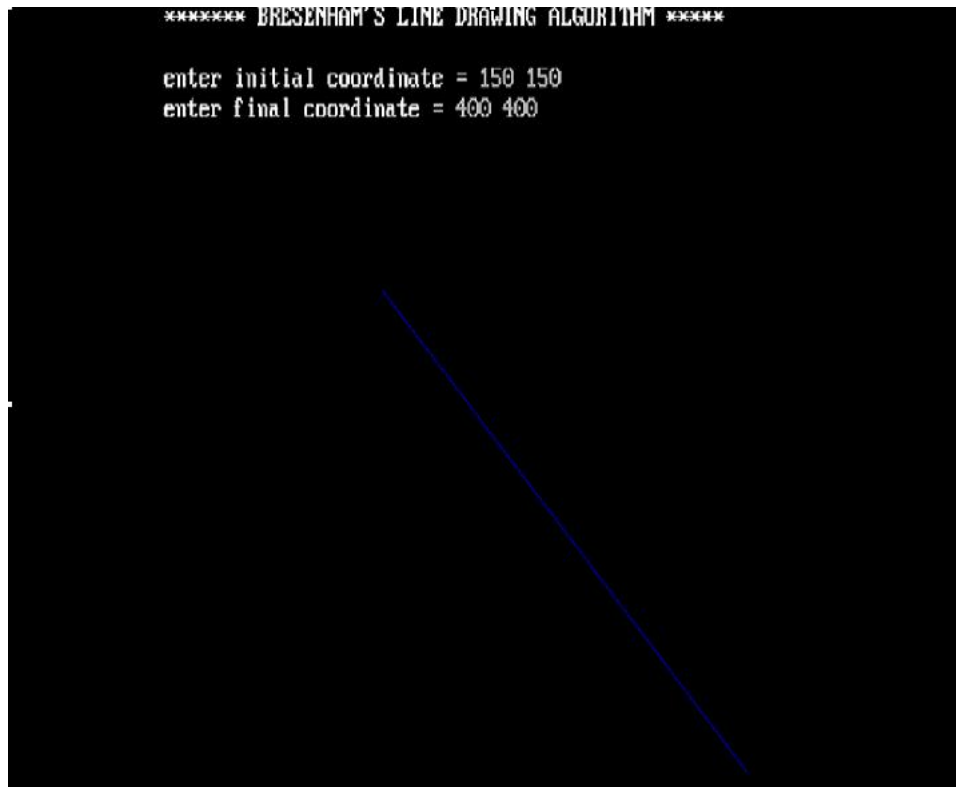 ******* BRESENHAM'S LINE DRAWING ALGORITHM *****
enter initial coordinate = 150 150
enter final coordinate = 400 400